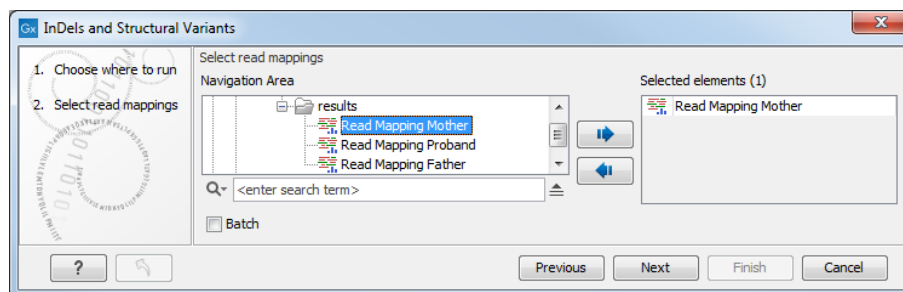 Gx InDels and Structural Variants
X
1. Choose where to run
2. Select read mappings
Select read mappings
Navigation Area
results
Read Mapping Mother
Read Mapping Proband
Read Mapping Father
<enter search term>
Batch
Selected elements (1)
Read Mapping Mother
?
Previous
Next
Finish
Cancel